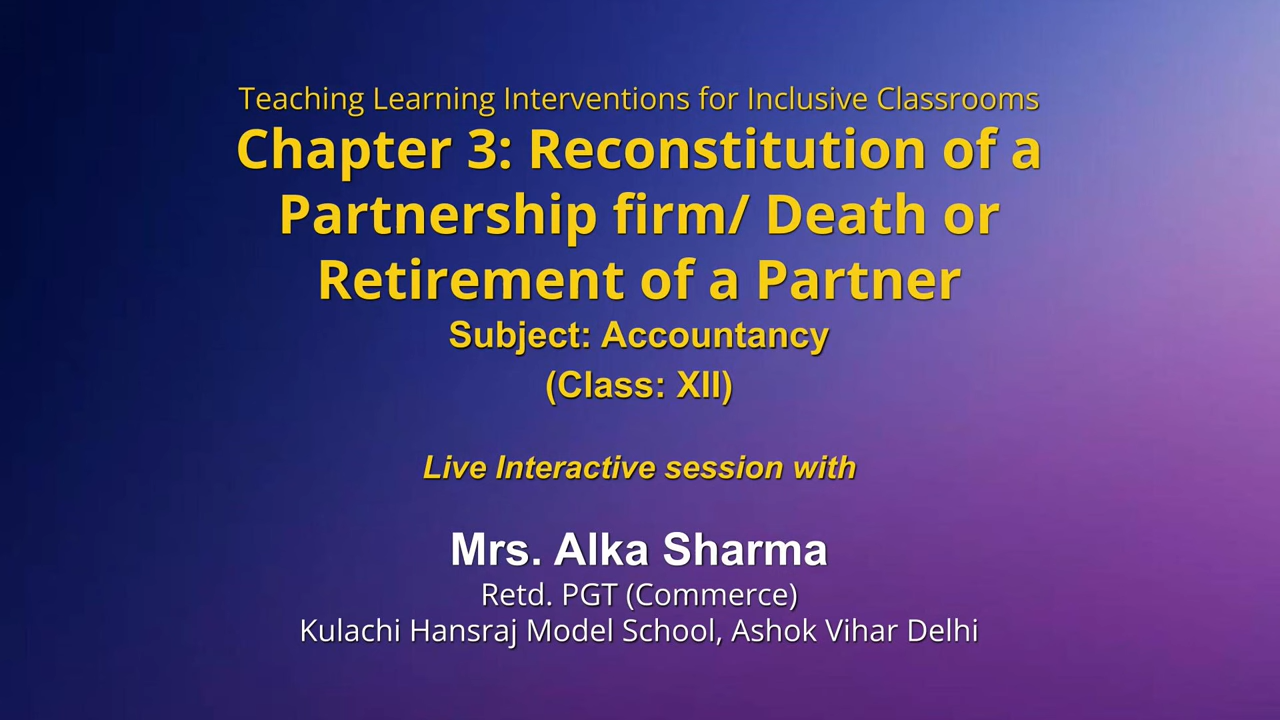 Teaching Learning Interventions for Inclusive Classrooms
Chapter 3: Reconstitution of a
Partnership firm/ Death or
Retirement of a Partner
Subject: Accountancy
(Class: XII)
Live Interactive session with
Mrs. Alka Sharma
Retd. PGT (Commerce)
Kulachi Hansraj Model School, Ashok Vihar Delhi